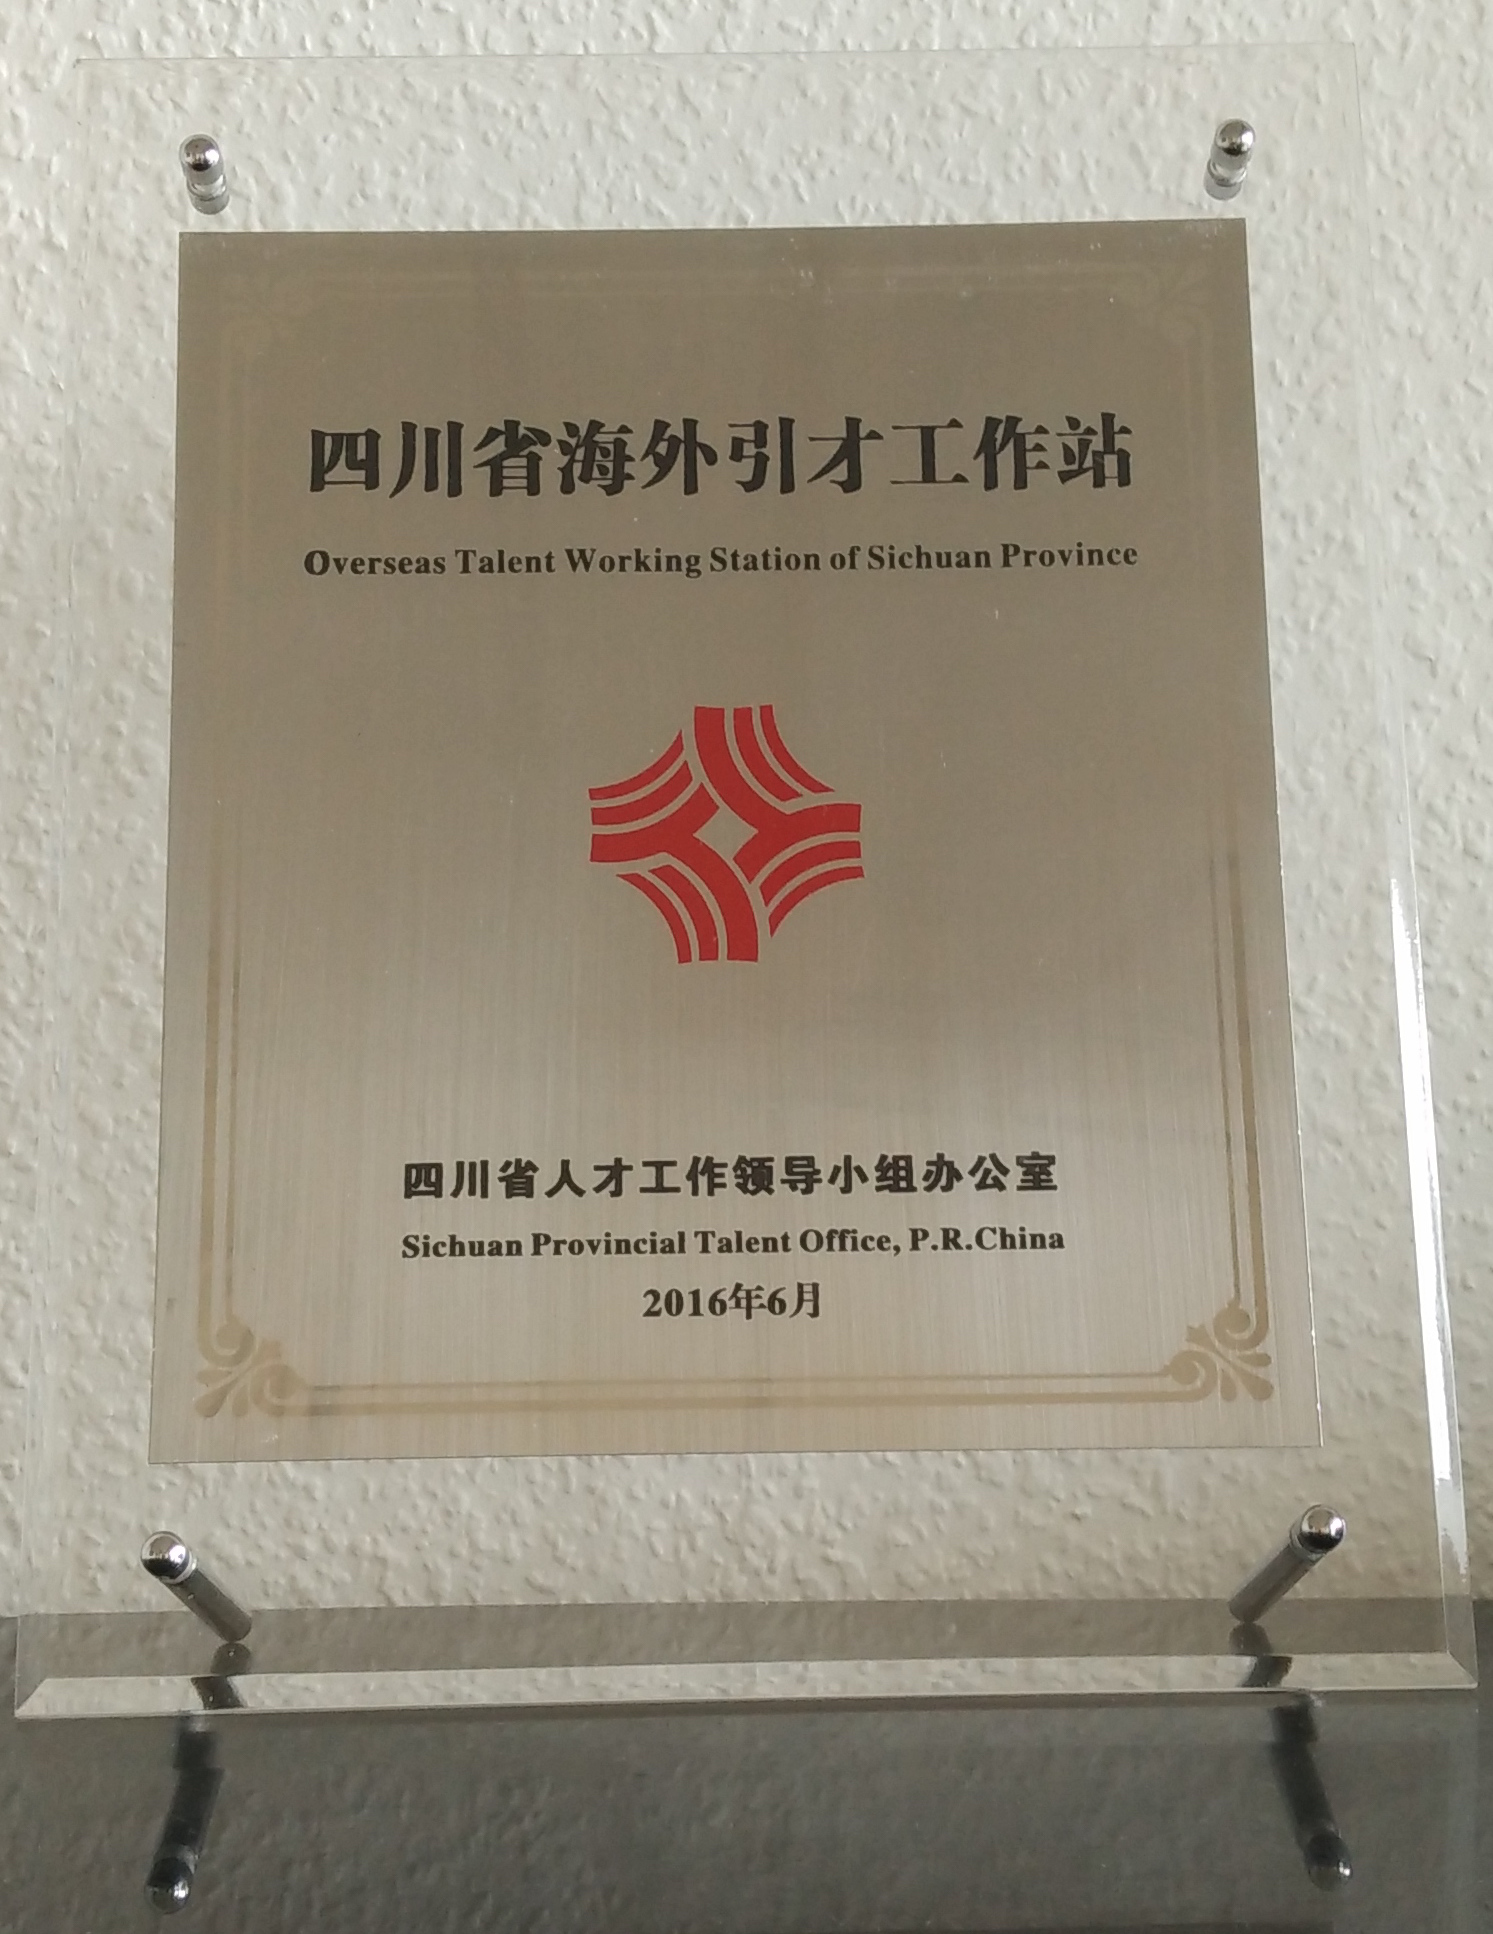 四川省海外引才工作站
Overseas Talent Working Station of Sichuan Province
四川省人才工作领导小组办公室
Sichuan Provincial Talent Office, P.R.China
2016年6月